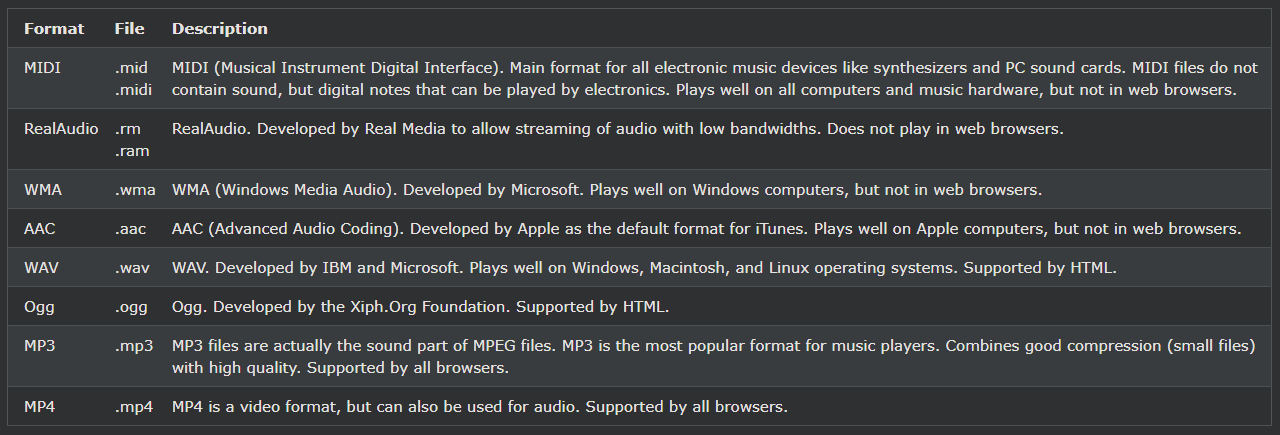 Format File Description
MIDI .mid MIDI (Musical Instrument Digital Interface). Main format for all electronic music devices like synthesizers and PC sound cards. MIDI files do not
.midi contain sound, but digital notes that can be played by electronics. Plays well on all computers and music hardware, but not in web browsers.
RealAudio .rm RealAudio. Developed by Real Media to allow streaming of audio with low bandwidths. Does not play in web browsers.
.ram
WMA .wma WMA (Windows Media Audio). Developed by Microsoft. Plays well on Windows computers, but not in web browsers.
AAC .aac AAC (Advanced Audio Coding). Developed by Apple as the default format for iTunes. Plays well on Apple computers, but not in web browsers.
WAV .wav WAV. Developed by IBM and Microsoft. Plays well on Windows, Macintosh, and Linux operating systems. Supported by HTML.
Ogg .ogg Ogg. Developed by the Xiph.Org Foundation. Supported by HTML.
MP3 .mp3 MP3 files are actually the sound part of MPEG files. MP3 is the most popular format for music players. Combines good compression (small files)
with high quality. Supported by all browsers.
MP4 .mp4 MP4 is a video format, but can also be used for audio. Supported by all browsers.